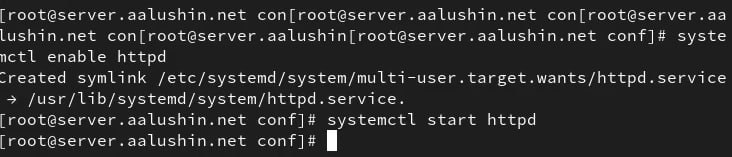 [root@server.aalushin.net con[root@server.aalushin.net con[root@server.aa
lushin.net con[root@server.aalushin[root@server.aalushin.net conf]# syste
mctl enable httpd
Created symlink /etc/systemd/system/multi-user.target.wants/httpd.service
→ /usr/lib/systemd/system/httpd.service.
[root@server.aalushin.net conf]# systemctl start httpd
[root@server.aalushin.net conf]#